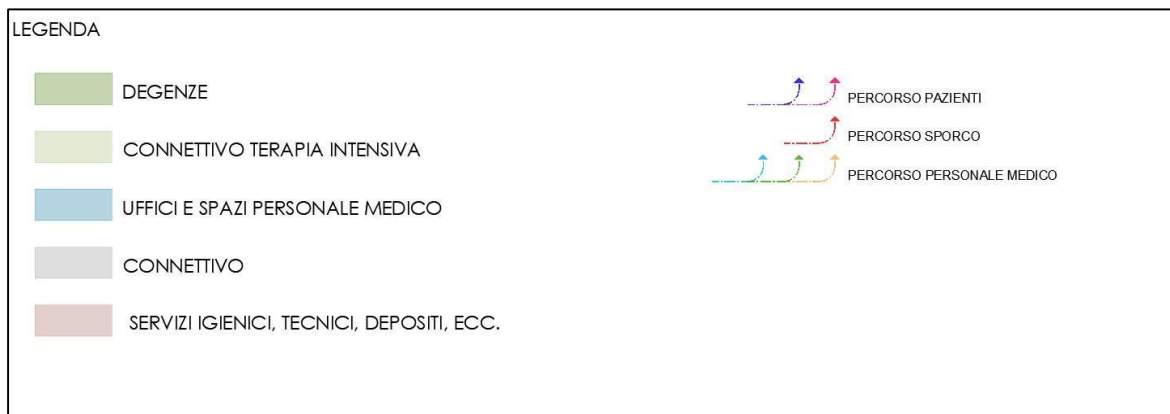 LEGENDA
DEGENZE
CONNETTIVO TERAPIA INTENSIVA
UFFICI E SPAZI PERSONALE MEDICO
CONNETTIVO
SERVIZI IGIENICI, TECNICI, DEPOSITI, ECC.
PERCORSO PAZIENTI
PERCORSO SPORCO
PERCORSO PERSONALE MEDICO